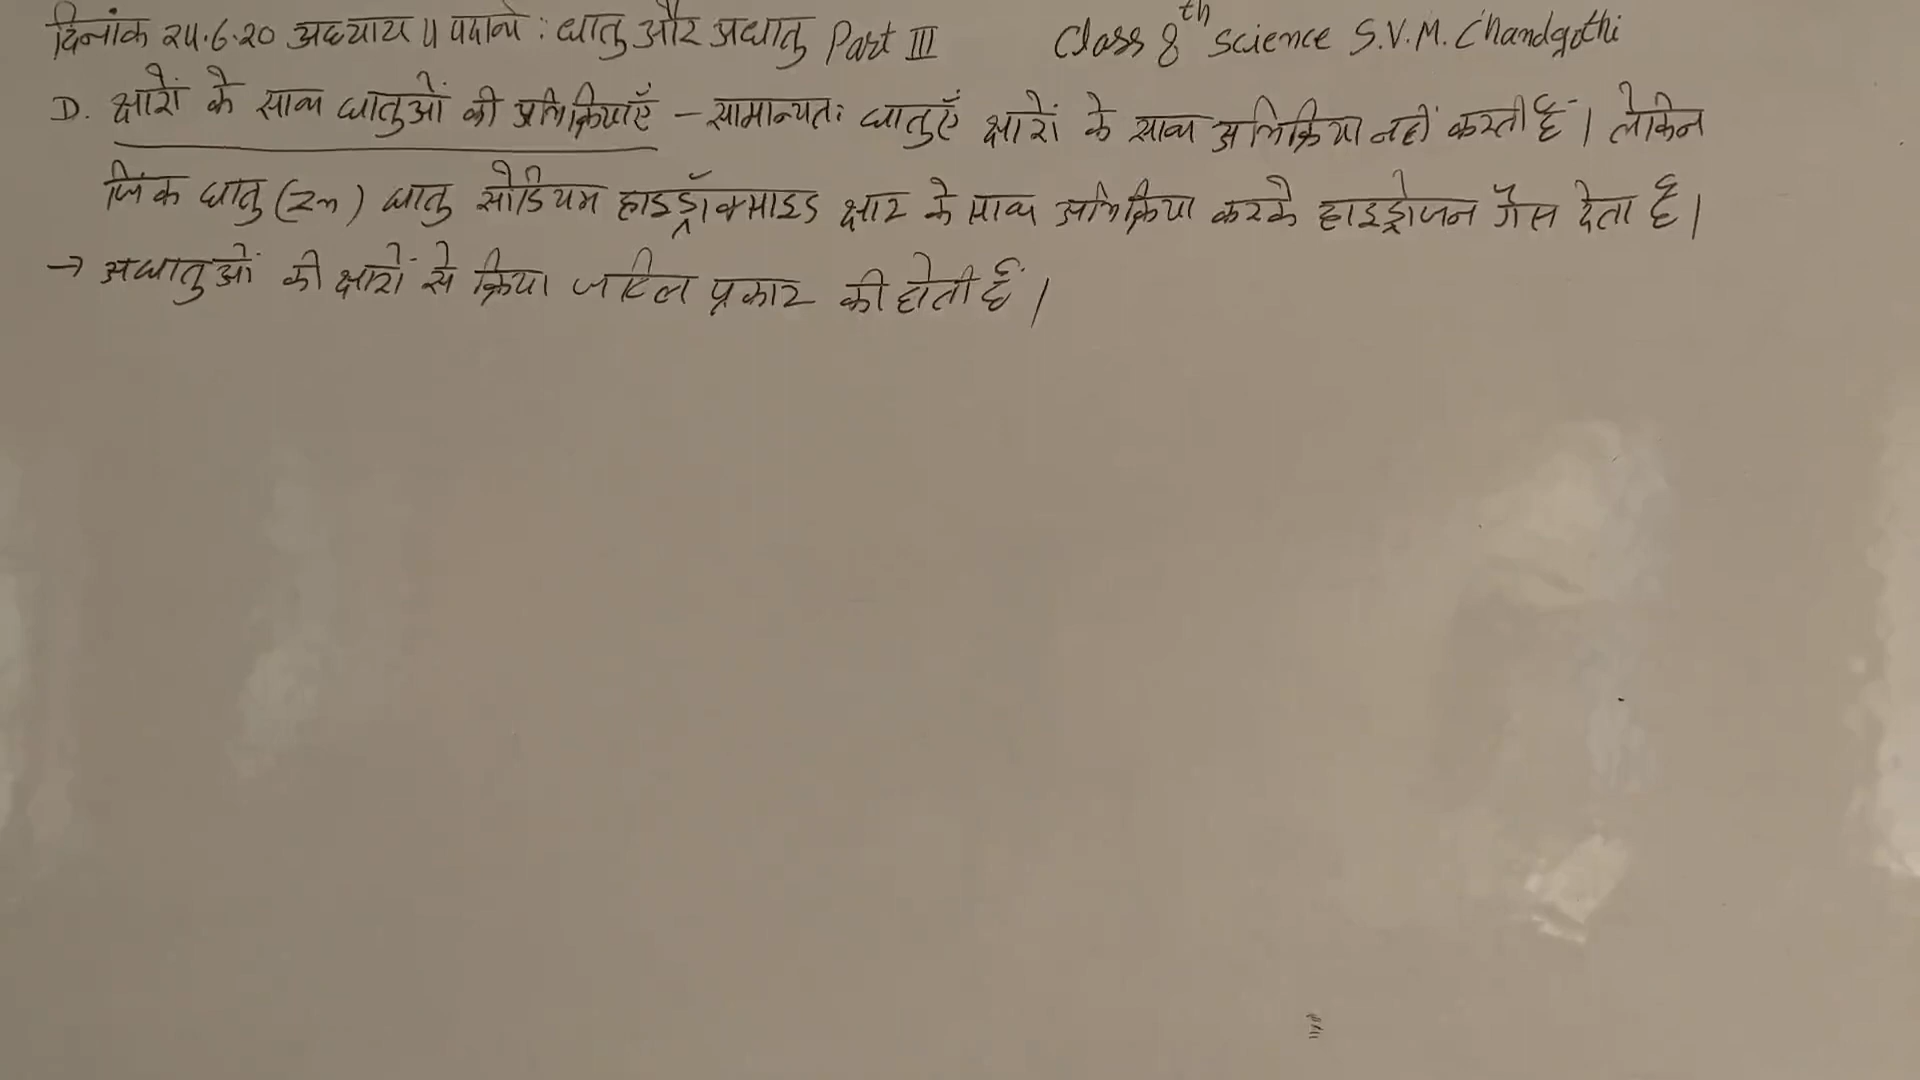 दिनांक 24.6.20 अध्याय 4 पदार्थ : धातु और अधातु Part III Class 8th science S.V.M. Chandgothi
D. क्षारों के साथ धातुओं की अभिक्रियाएँ – सामान्यतः धातुएँ क्षारों के साथ अभिक्रिया नहीं करती हैं। लेकिन
जिंक धातु (Zn) धातु सोडियम हाइड्रॉक्साइड क्षार के साथ अभिक्रिया करके हाइड्रोजन गैस देता है।
→ अधातुओं की क्षारों से क्रिया जटिल प्रकार की होती हैं।